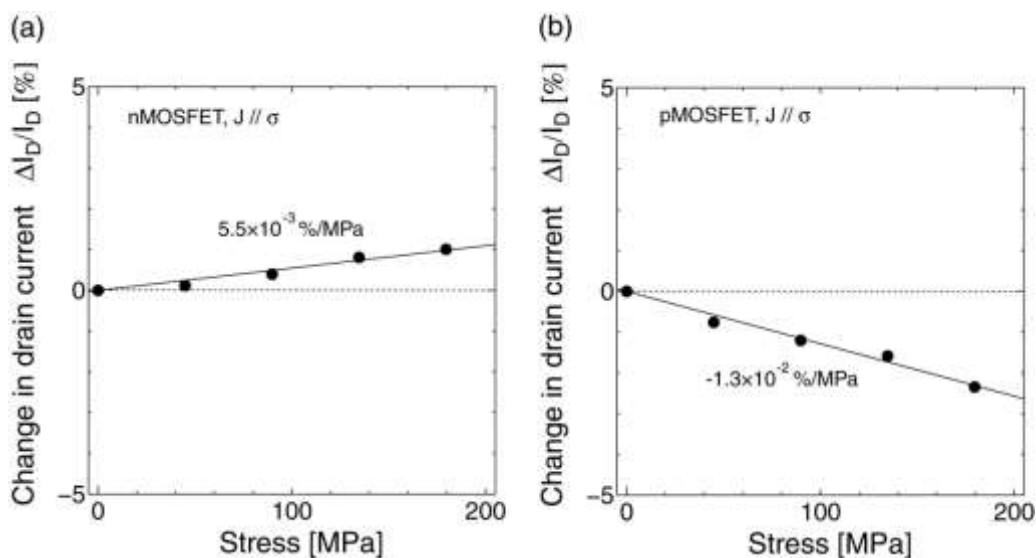 (a)
Change in drain current ΔI_D/I_D [%]
5
nMOSFET, J // σ
5.5×10⁻³ %/MPa
0
−5
0
100
200
Stress [MPa]
(b)
Change in drain current ΔI_D/I_D [%]
5
pMOSFET, J // σ
0
-1.3×10⁻² %/MPa
−5
0
100
200
Stress [MPa]